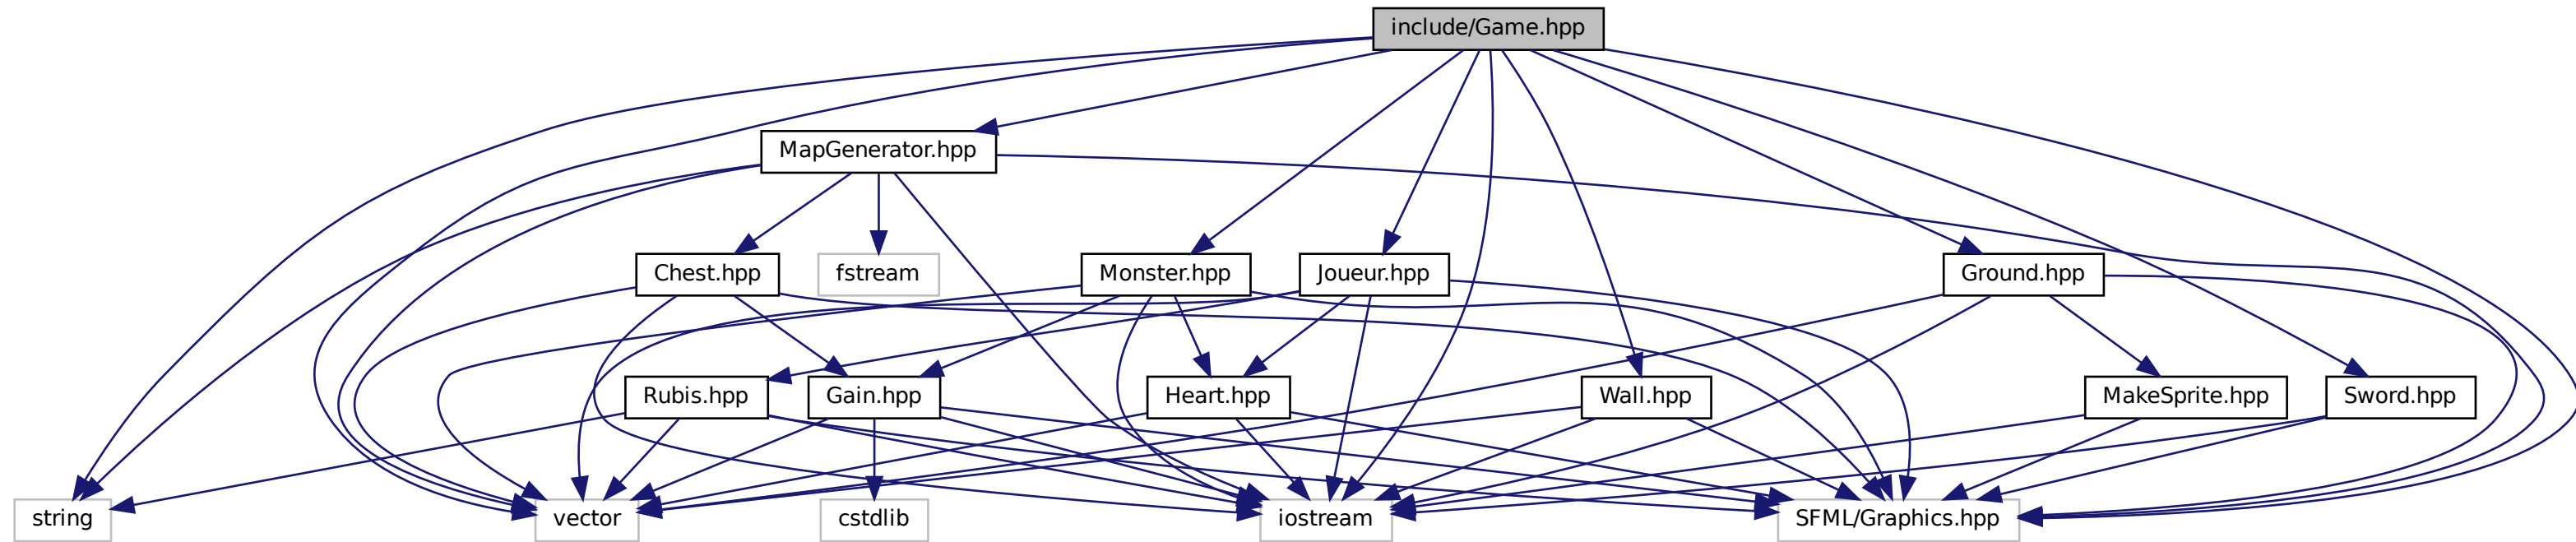 include/Game.hpp
MapGenerator.hpp
Chest.hpp
fstream
Monster.hpp
Joueur.hpp
Ground.hpp
Rubis.hpp
Gain.hpp
Heart.hpp
Wall.hpp
MakeSprite.hpp
Sword.hpp
string
vector
cstdlib
iostream
SFML/Graphics.hpp